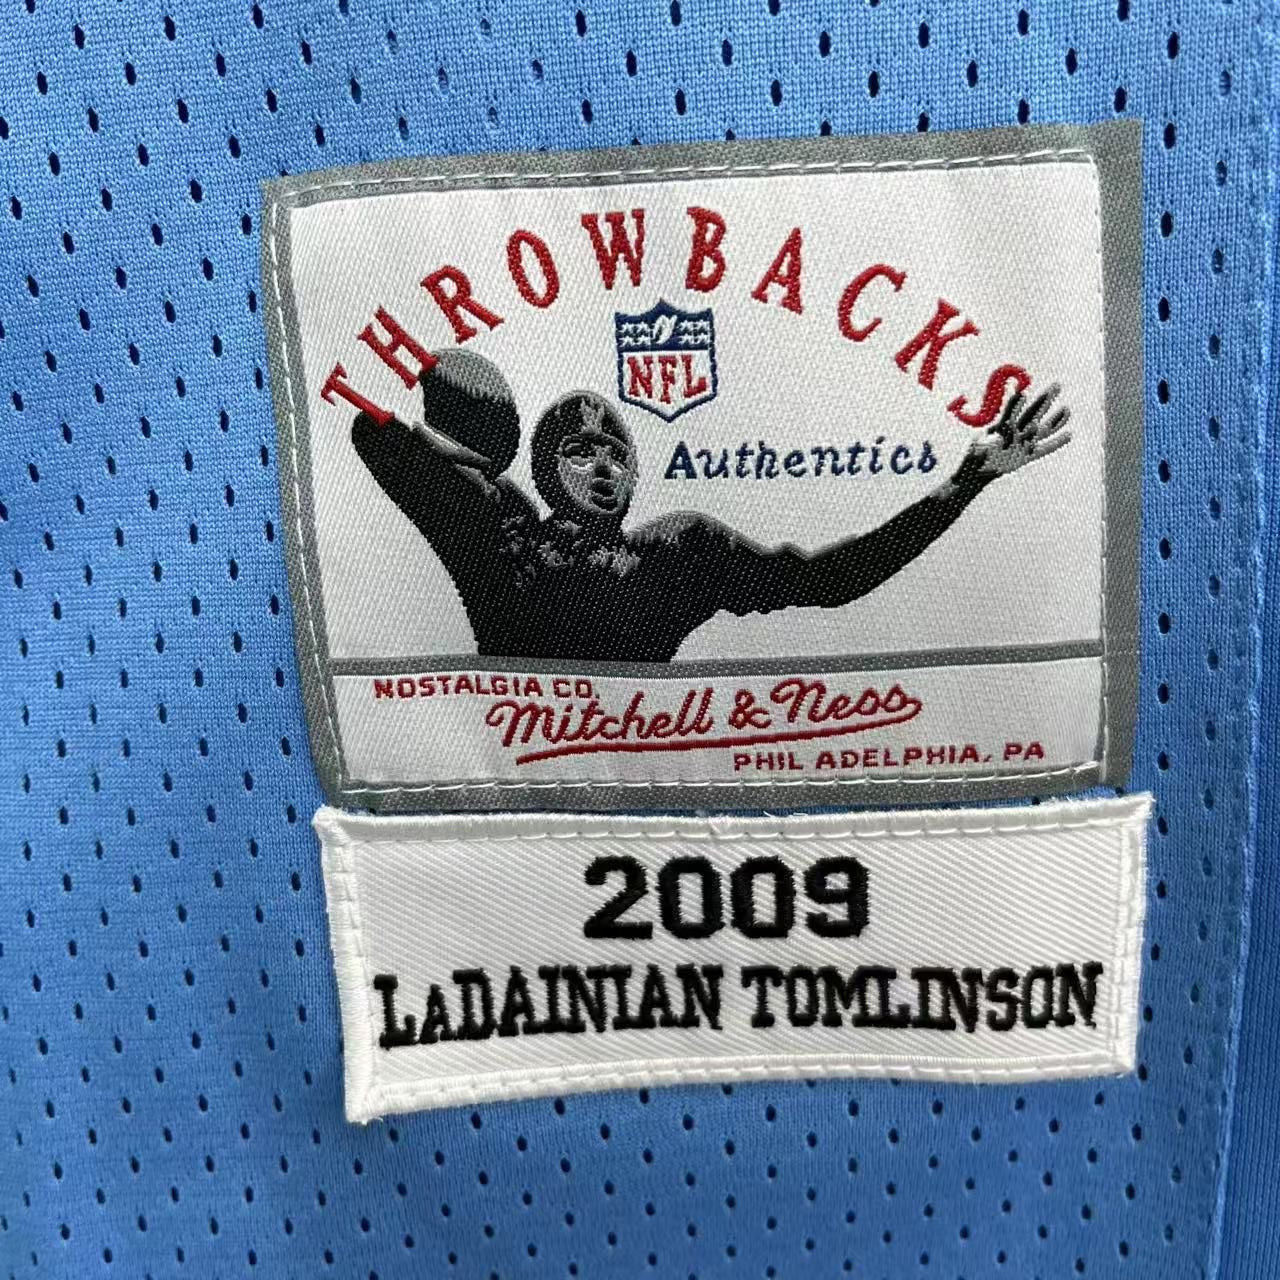 THROWBACKS
NFL
Authentics
NOSTALGIA CO.
Mitchell & Ness
PHIL ADELPHIA, PA
2009
LaDAINIAN TOMLINSON